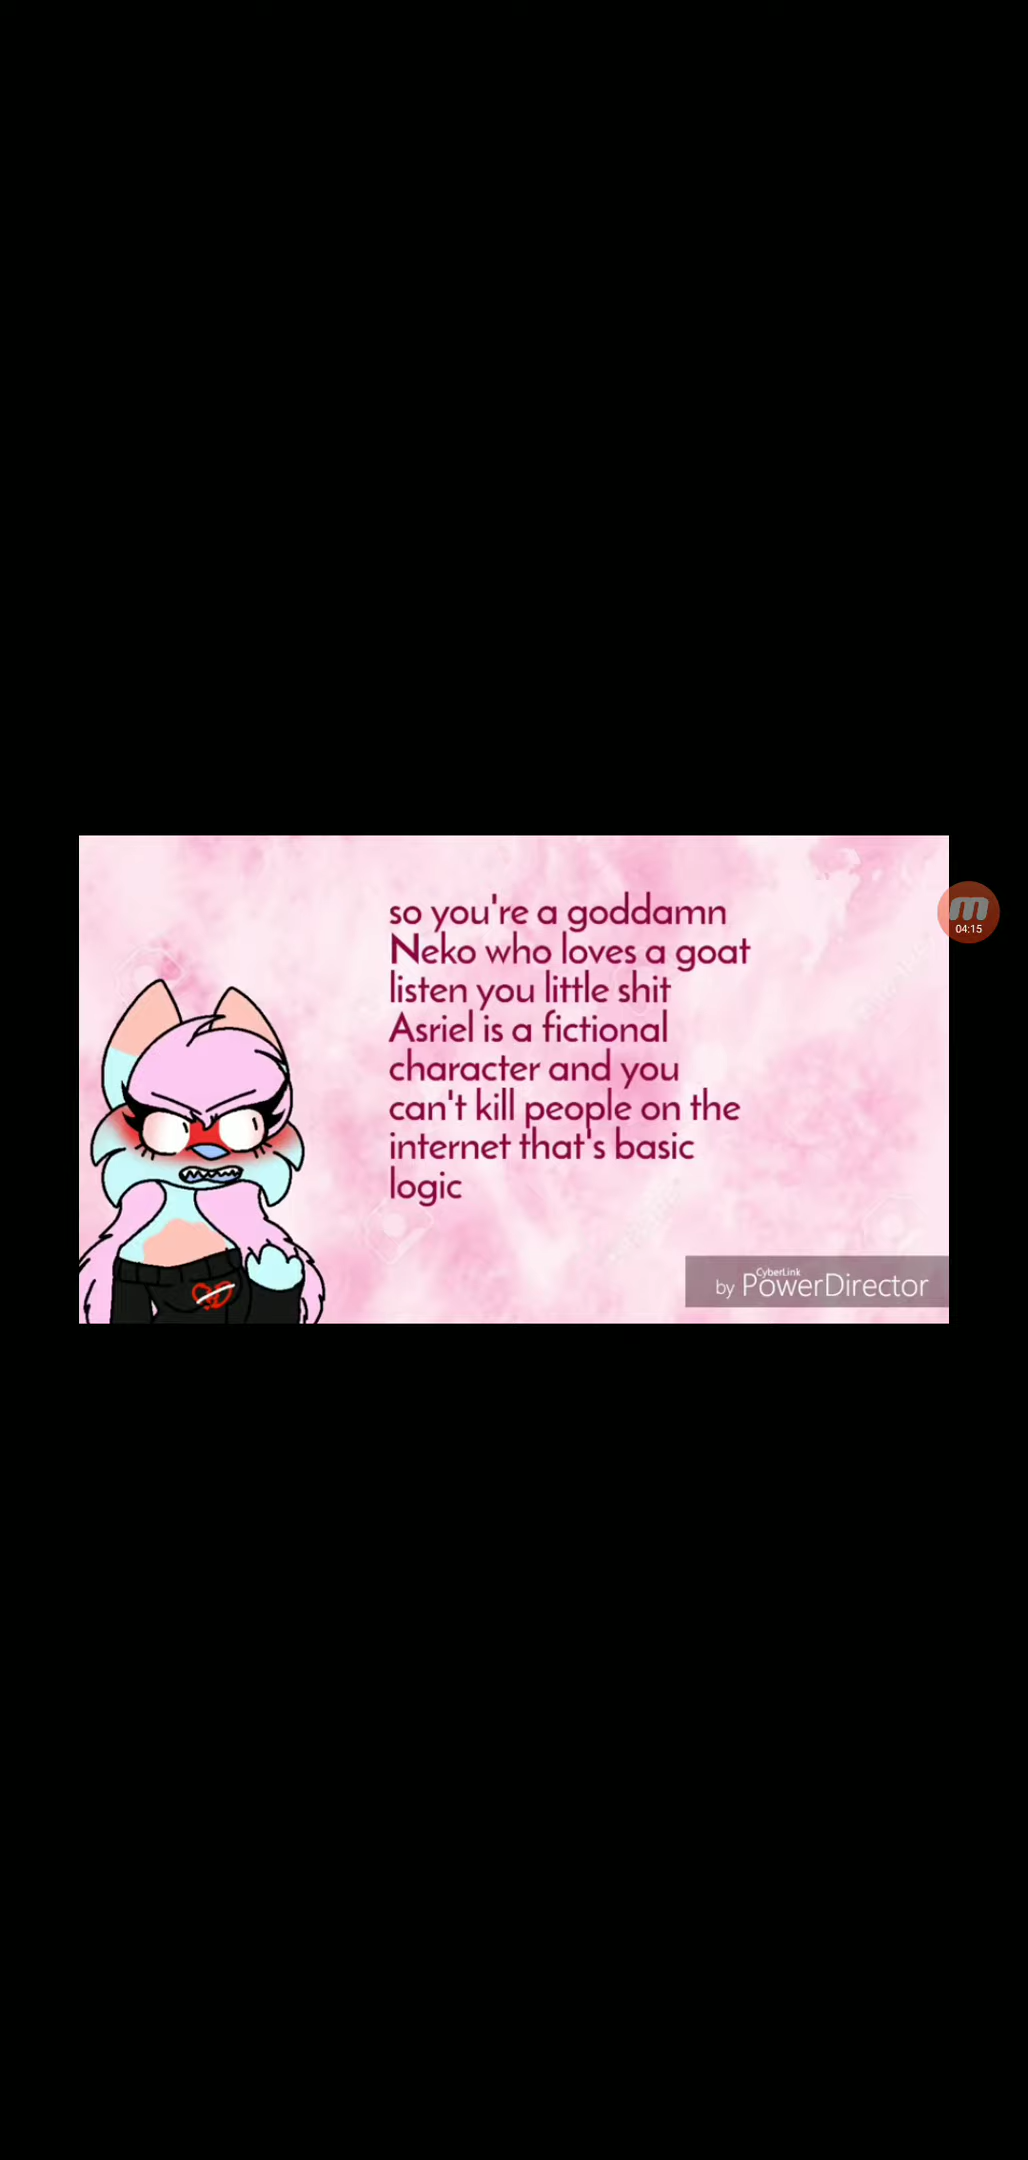 so you're a goddamn
Neko who loves a goat
listen you little shit
Asriel is a fictional
character and you
can't kill people on the
internet that's basic
logic
04:15
CyberLink
by PowerDirector